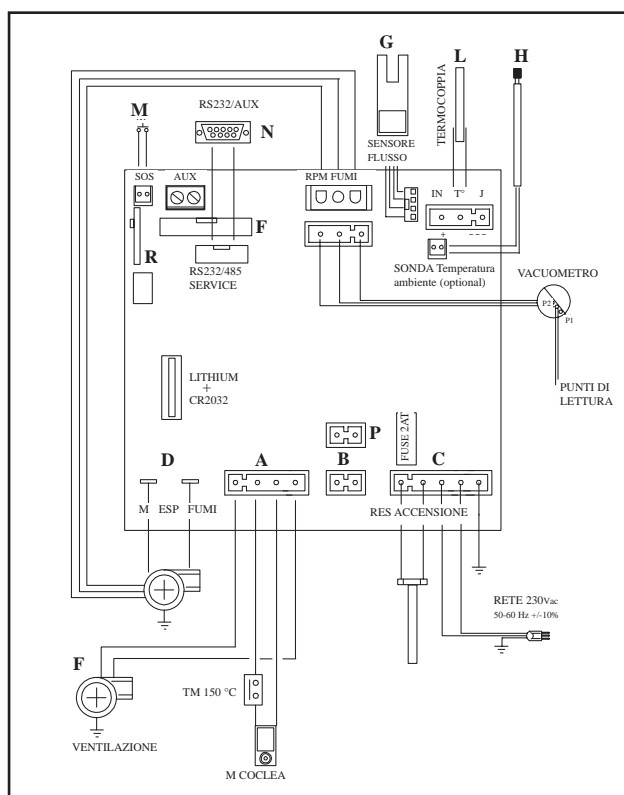 G
L
H
M
RS232/AUX
N
TERMOCOPPIA
SENSORE
FLUSSO
SOS
AUX
RPM FUMI
IN T° J
+
- - -
F
R
RS232/485
SERVICE
SONDA Temperatura
ambiente (optional)
VACUOMETRO
P2
P1
PUNTI DI
LETTURA
LITHIUM
+
CR2032
P
FUSE 2AT
D
A
B
C
M ESP FUMI
RES ACCENSIONE
RETE 230Vac
50-60 Hz +/-10%
F
TM 150 °C
VENTILAZIONE
M COCLEA